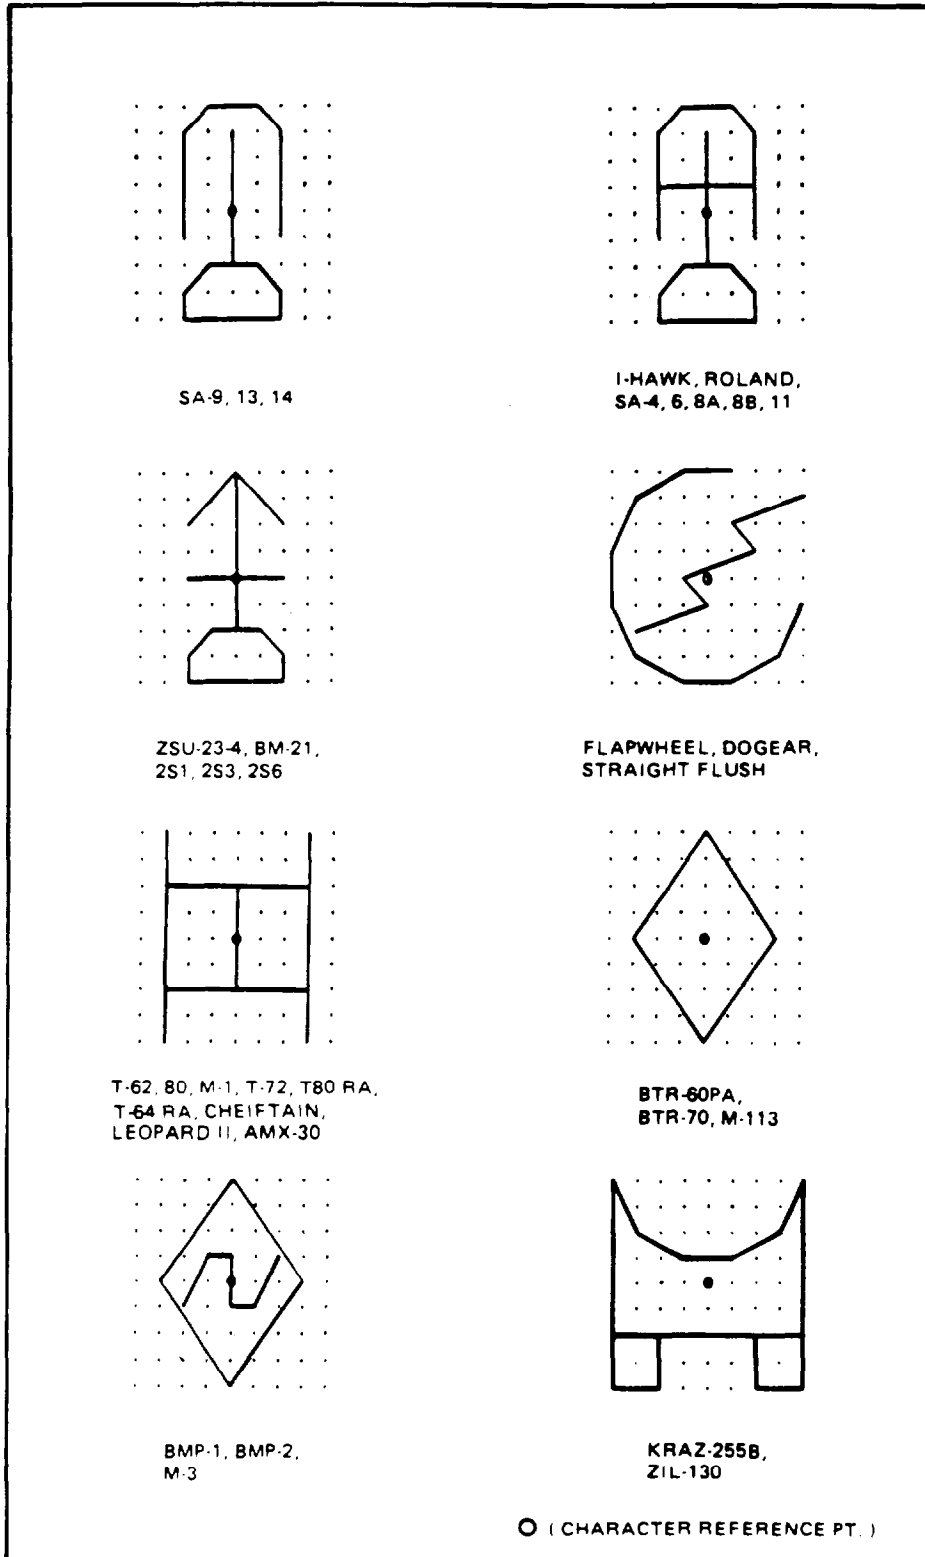 SA-9, 13, 14
I-HAWK, ROLAND,
SA-4, 6, 8A, 8B, 11
ZSU-23-4, BM-21,
2S1, 2S3, 2S6
FLAPWHEEL, DOGEAR,
STRAIGHT FLUSH
T-62, 80, M-1, T-72, T80 RA,
T-64 RA, CHEIFTAIN,
LEOPARD II, AMX-30
BTR-60PA,
BTR-70, M-113
BMP-1, BMP-2,
M-3
KRAZ-255B,
ZIL-130
O ( CHARACTER REFERENCE PT. )